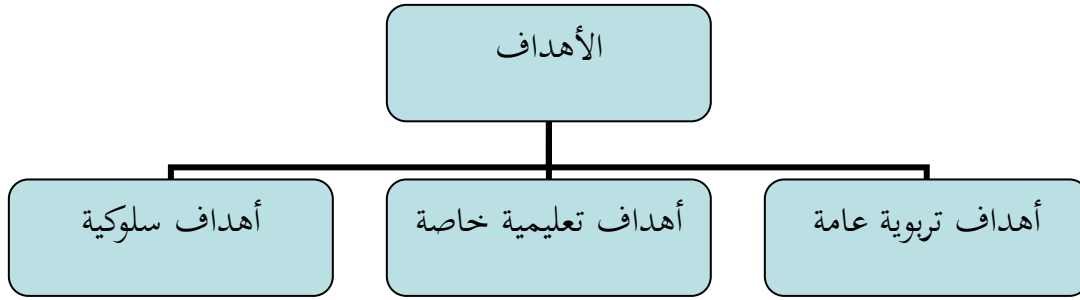 الأهداف
أهداف تربوية عامة
أهداف تعليمية خاصة
أهداف سلوكية